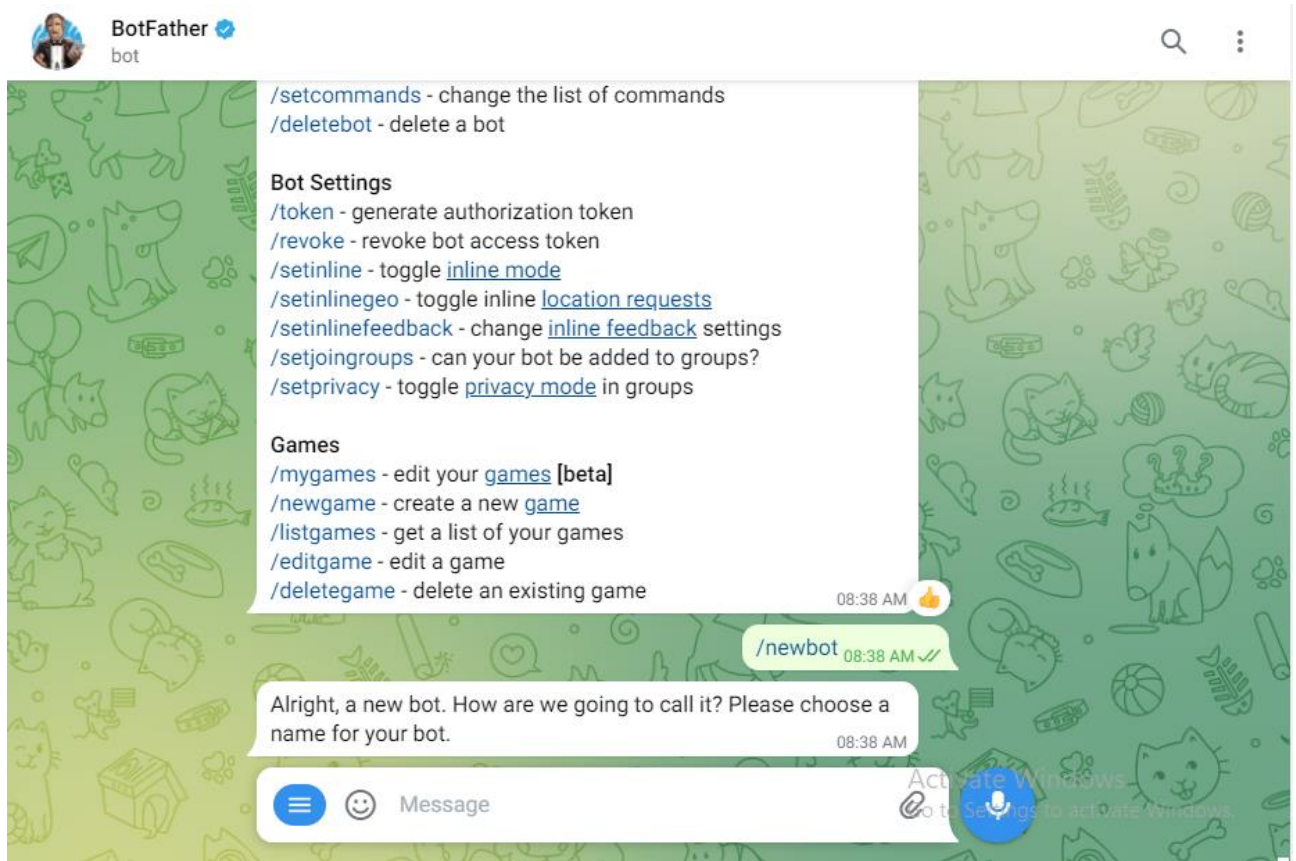 BotFather
bot
/setcommands - change the list of commands
/deletebot - delete a bot
Bot Settings
/token - generate authorization token
/revoke - revoke bot access token
/setinline - toggle inline mode
/setinlinegeo - toggle inline location requests
/setinlinefeedback - change inline feedback settings
/setjoingroups - can your bot be added to groups?
/setprivacy - toggle privacy mode in groups
Games
/mygames - edit your games [beta]
/newgame - create a new game
/listgames - get a list of your games
/editgame - edit a game
/deletegame - delete an existing game
08:38 AM
/newbot 08:38 AM
Alright, a new bot. How are we going to call it? Please choose a
name for your bot.
08:38 AM
Message
Activate Windows
Go to Settings to activate Windows.